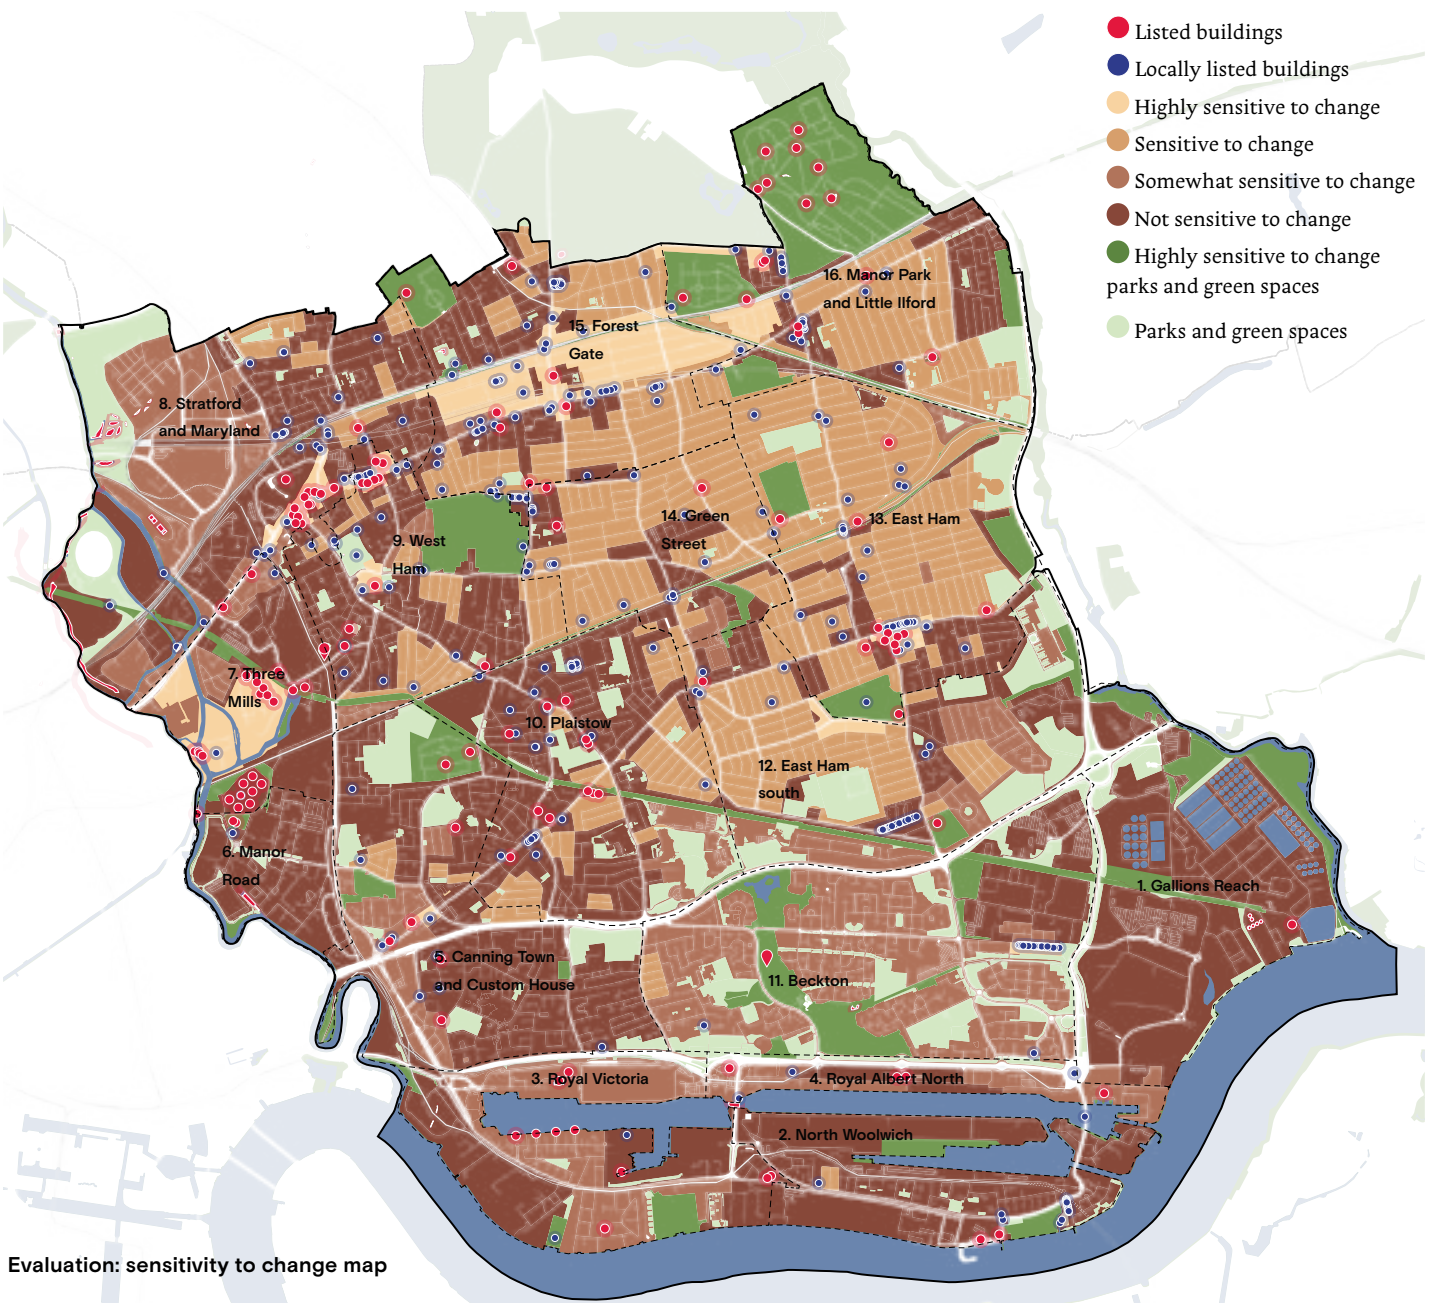 Listed buildings
Locally listed buildings
Highly sensitive to change
Sensitive to change
Somewhat sensitive to change
Not sensitive to change
Highly sensitive to change
parks and green spaces
Parks and green spaces
16. Manor Park
and Little Ilford
15. Forest
Gate
8. Stratford
and Maryland
14. Green
Street
13. East Ham
9. West
Ham
7. Three
Mills
10. Plaistow
12. East Ham
south
6. Manor
Road
1. Gallions Reach
5. Canning Town
and Custom House
11. Beckton
3. Royal Victoria
4. Royal Albert North
2. North Woolwich
Evaluation: sensitivity to change map